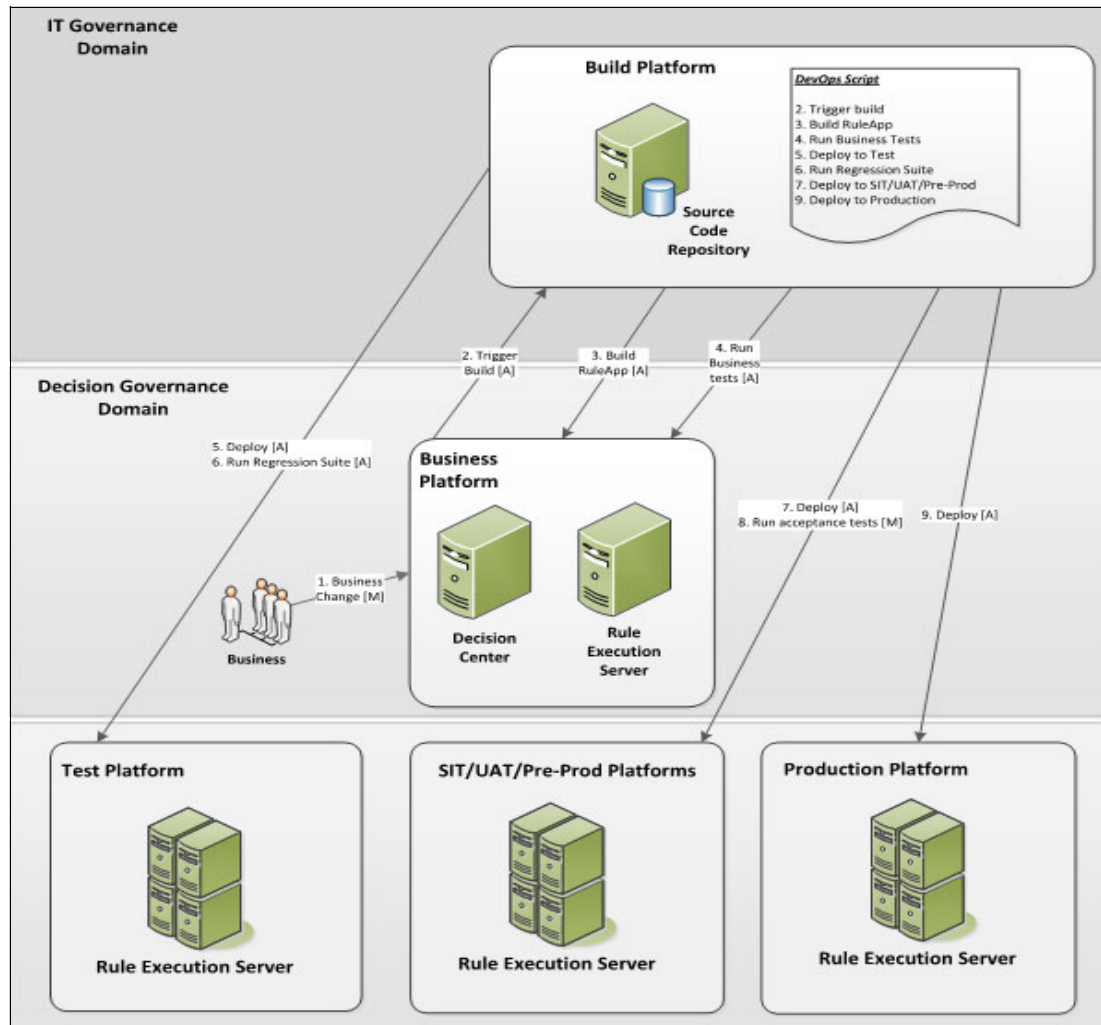 IT Governance
Domain
Build Platform
Source
Code
Repository
DevOps Script
2. Trigger build
3. Build RuleApp
4. Run Business Tests
5. Deploy to Test
6. Run Regression Suite
7. Deploy to SIT/UAT/Pre-Prod
9. Deploy to Production
2. Trigger
Build [A]
3. Build
RuleApp [A]
4. Run
Business
tests [A]
Decision Governance
Domain
5. Deploy [A]
6. Run Regression Suite [A]
Business
Platform
Decision
Center
Rule
Execution
Server
7. Deploy [A]
8. Run acceptance tests [M]
9. Deploy [A]
1. Business
Change [M]
Business
Test Platform
Rule Execution Server
SIT/UAT/Pre-Prod Platforms
Rule Execution Server
Production Platform
Rule Execution Server